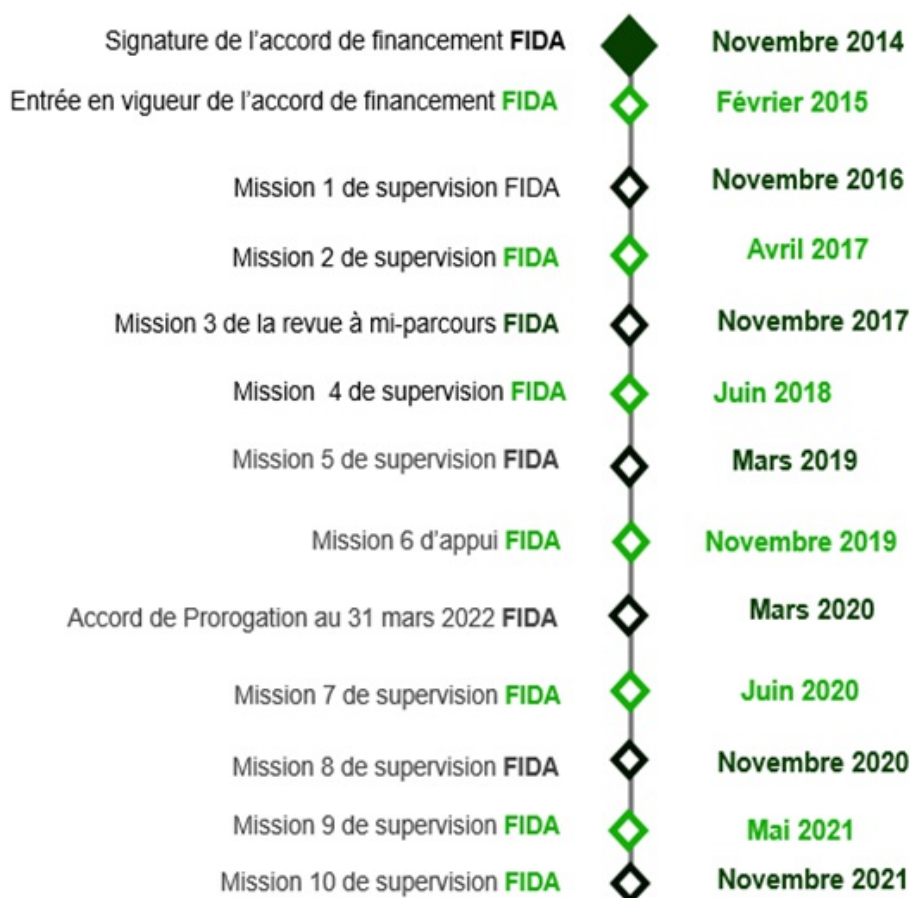 Signature de l'accord de financement FIDA Novembre 2014
Entrée en vigueur de l'accord de financement FIDA Février 2015
Mission 1 de supervision FIDA Novembre 2016
Mission 2 de supervision FIDA Avril 2017
Mission 3 de la revue à mi-parcours FIDA Novembre 2017
Mission 4 de supervision FIDA Juin 2018
Mission 5 de supervision FIDA Mars 2019
Mission 6 d'appui FIDA Novembre 2019
Accord de Prorogation au 31 mars 2022 FIDA Mars 2020
Mission 7 de supervision FIDA Juin 2020
Mission 8 de supervision FIDA Novembre 2020
Mission 9 de supervision FIDA Mai 2021
Mission 10 de supervision FIDA Novembre 2021